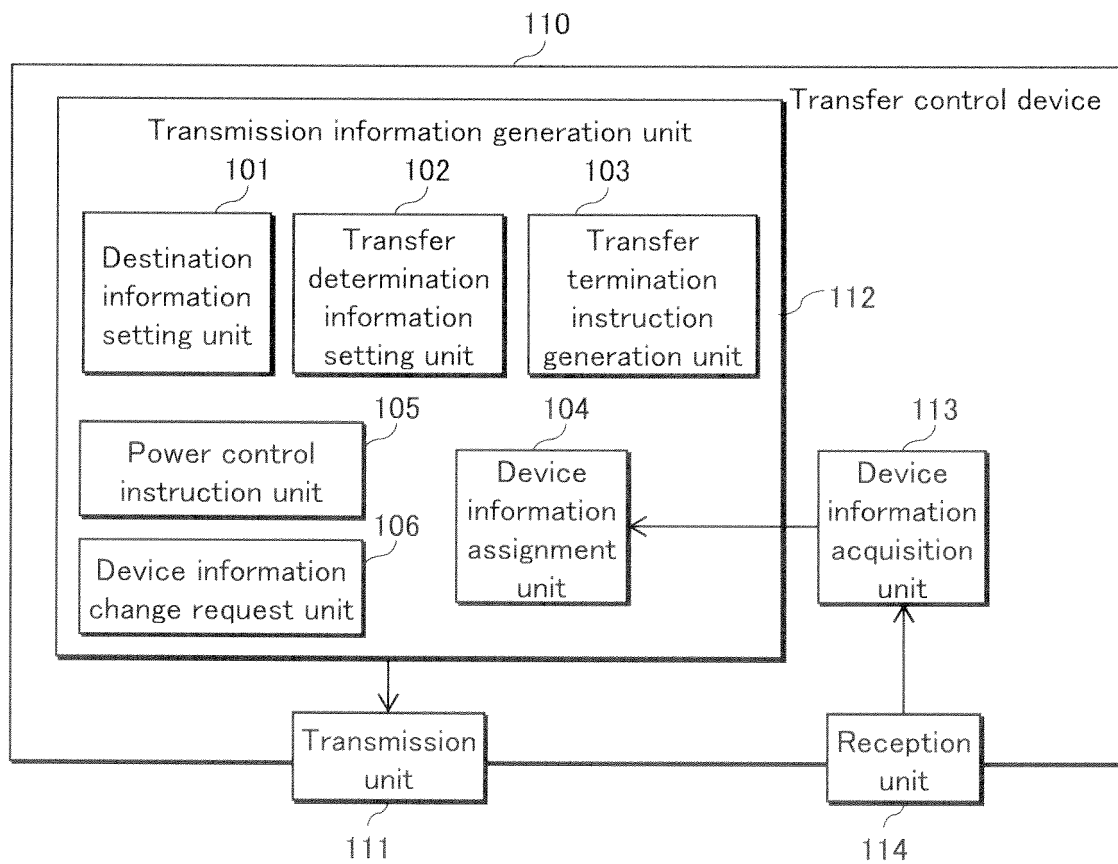 110
Transfer control device
Transmission information generation unit
101
102
103
Destination
information
setting unit
Transfer
determination
information
setting unit
Transfer
termination
instruction
generation unit
112
105
104
113
Power control
instruction unit
Device
information
assignment
unit
Device
information
acquisition
unit
106
Device information
change request unit
Transmission
unit
Reception
unit
111
114